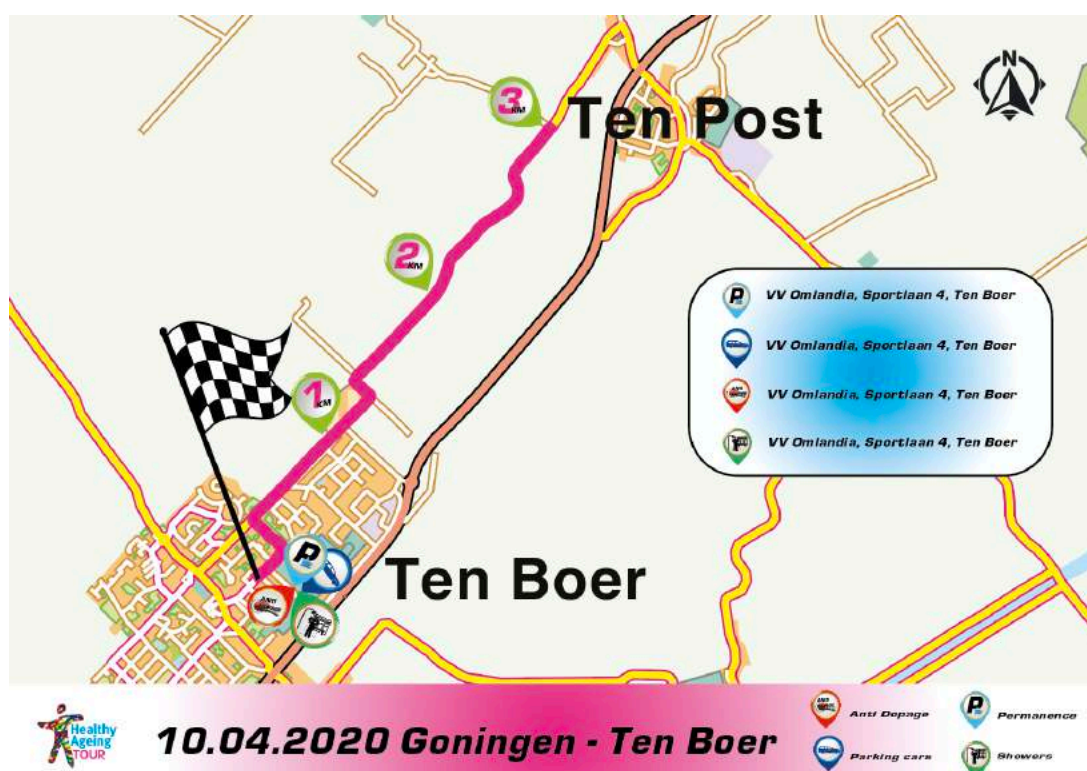 N
3
KM
Ten Post
2
KM
P
VV Omlandia, Sportlaan 4, Ten Boer
VV Omlandia, Sportlaan 4, Ten Boer
VV Omlandia, Sportlaan 4, Ten Boer
VV Omlandia, Sportlaan 4, Ten Boer
1
KM
P
Ten Boer
Healthy
Ageing
TOUR
10.04.2020 Goningen - Ten Boer
Anti Dopage
P
Permanence
Parking cars
Showers